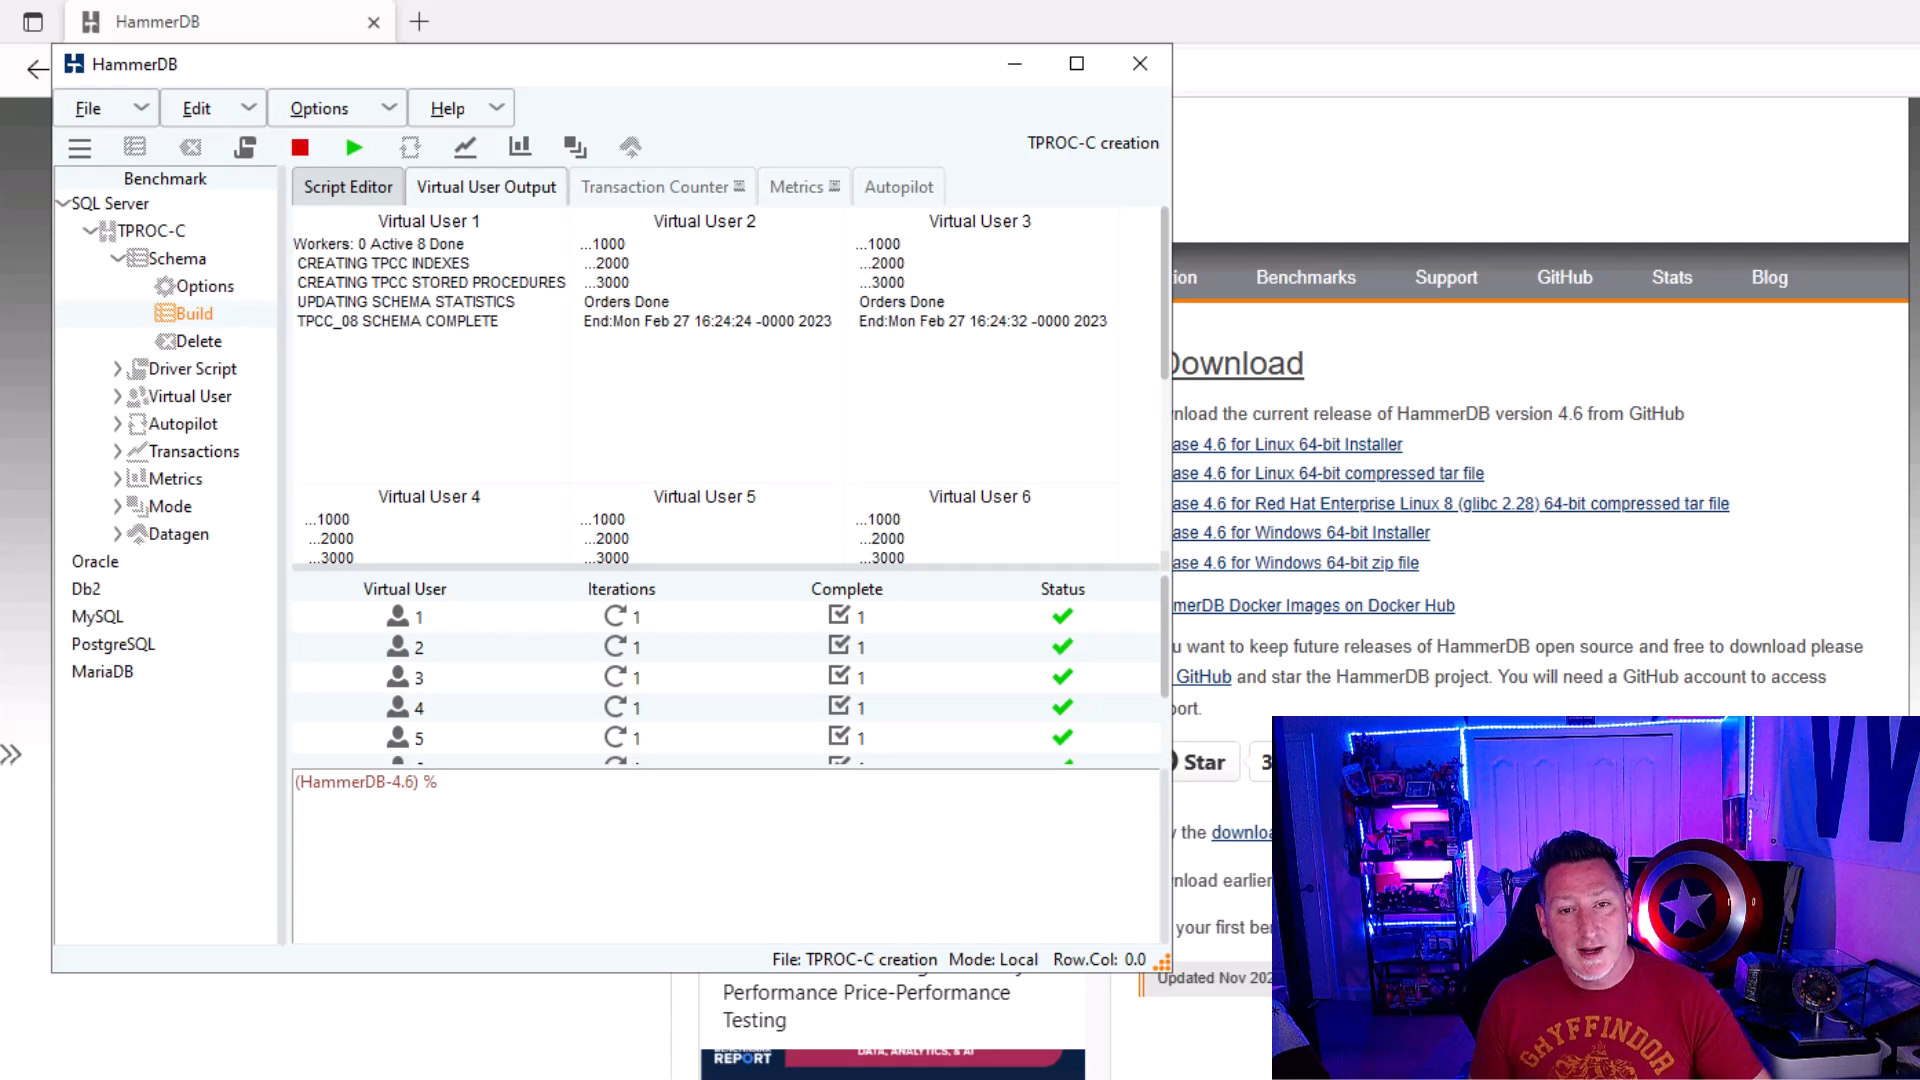 HammerDB
HammerDB
File
Edit
Options
Help
TPROC-C creation
Benchmark
SQL Server
TPROC-C
Schema
Options
Build
Delete
Driver Script
Virtual User
Autopilot
Transactions
Metrics
Mode
Datagen
Oracle
Db2
MySQL
PostgreSQL
MariaDB
Script Editor
Virtual User Output
Transaction Counter
Metrics
Autopilot
Virtual User 1
Workers: 0 Active 8 Done
CREATING TPCC INDEXES
CREATING TPCC STORED PROCEDURES
UPDATING SCHEMA STATISTICS
TPCC_08 SCHEMA COMPLETE
Virtual User 2
...1000
...2000
...3000
Orders Done
End:Mon Feb 27 16:24:24 -0000 2023
Virtual User 3
...1000
...2000
...3000
Orders Done
End:Mon Feb 27 16:24:32 -0000 2023
Virtual User 4
...1000
...2000
...3000
Virtual User 5
...1000
...2000
...3000
Virtual User 6
...1000
...2000
...3000
Virtual User Iterations Complete Status
1 1 1
2 1 1
3 1 1
4 1 1
5 1 1
(HammerDB-4.6) %
File: TPROC-C creation Mode: Local Row.Col: 0.0
ion Benchmarks Support GitHub Stats Blog
Download
nload the current release of HammerDB version 4.6 from GitHub
ase 4.6 for Linux 64-bit Installer
ase 4.6 for Linux 64-bit compressed tar file
ase 4.6 for Red Hat Enterprise Linux 8 (glibc 2.28) 64-bit compressed tar file
ase 4.6 for Windows 64-bit Installer
ase 4.6 for Windows 64-bit zip file
merDB Docker Images on Docker Hub
u want to keep future releases of HammerDB open source and free to download please
GitHub and star the HammerDB project. You will need a GitHub account to access
ort.
Star 3
the downloa
nload earlier
your first be
Updated Nov 202
Performance Price-Performance
Testing
REPORT
DATA, ANALYTICS, & AI
W
GRYFFINDOR